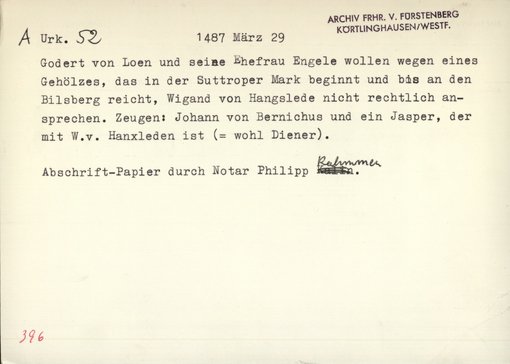 ARCHIV FRHR. V. FÜRSTENBERG
KÖRTLINGHAUSEN/WESTF.
A Urk. 52 1487 März 29
Godert von Loen und seine Ehefrau Engele wollen wegen eines
Gehölzes, das in der Suttroper Mark beginnt und bis an den
Bilsberg reicht, Wigand von Hangslede nicht rechtlich an-
sprechen. Zeugen: Johann von Bernichus und ein Jasper, der
mit W.v. Hanxleden ist (= wohl Diener).
Abschrift-Papier durch Notar Philipp .
396